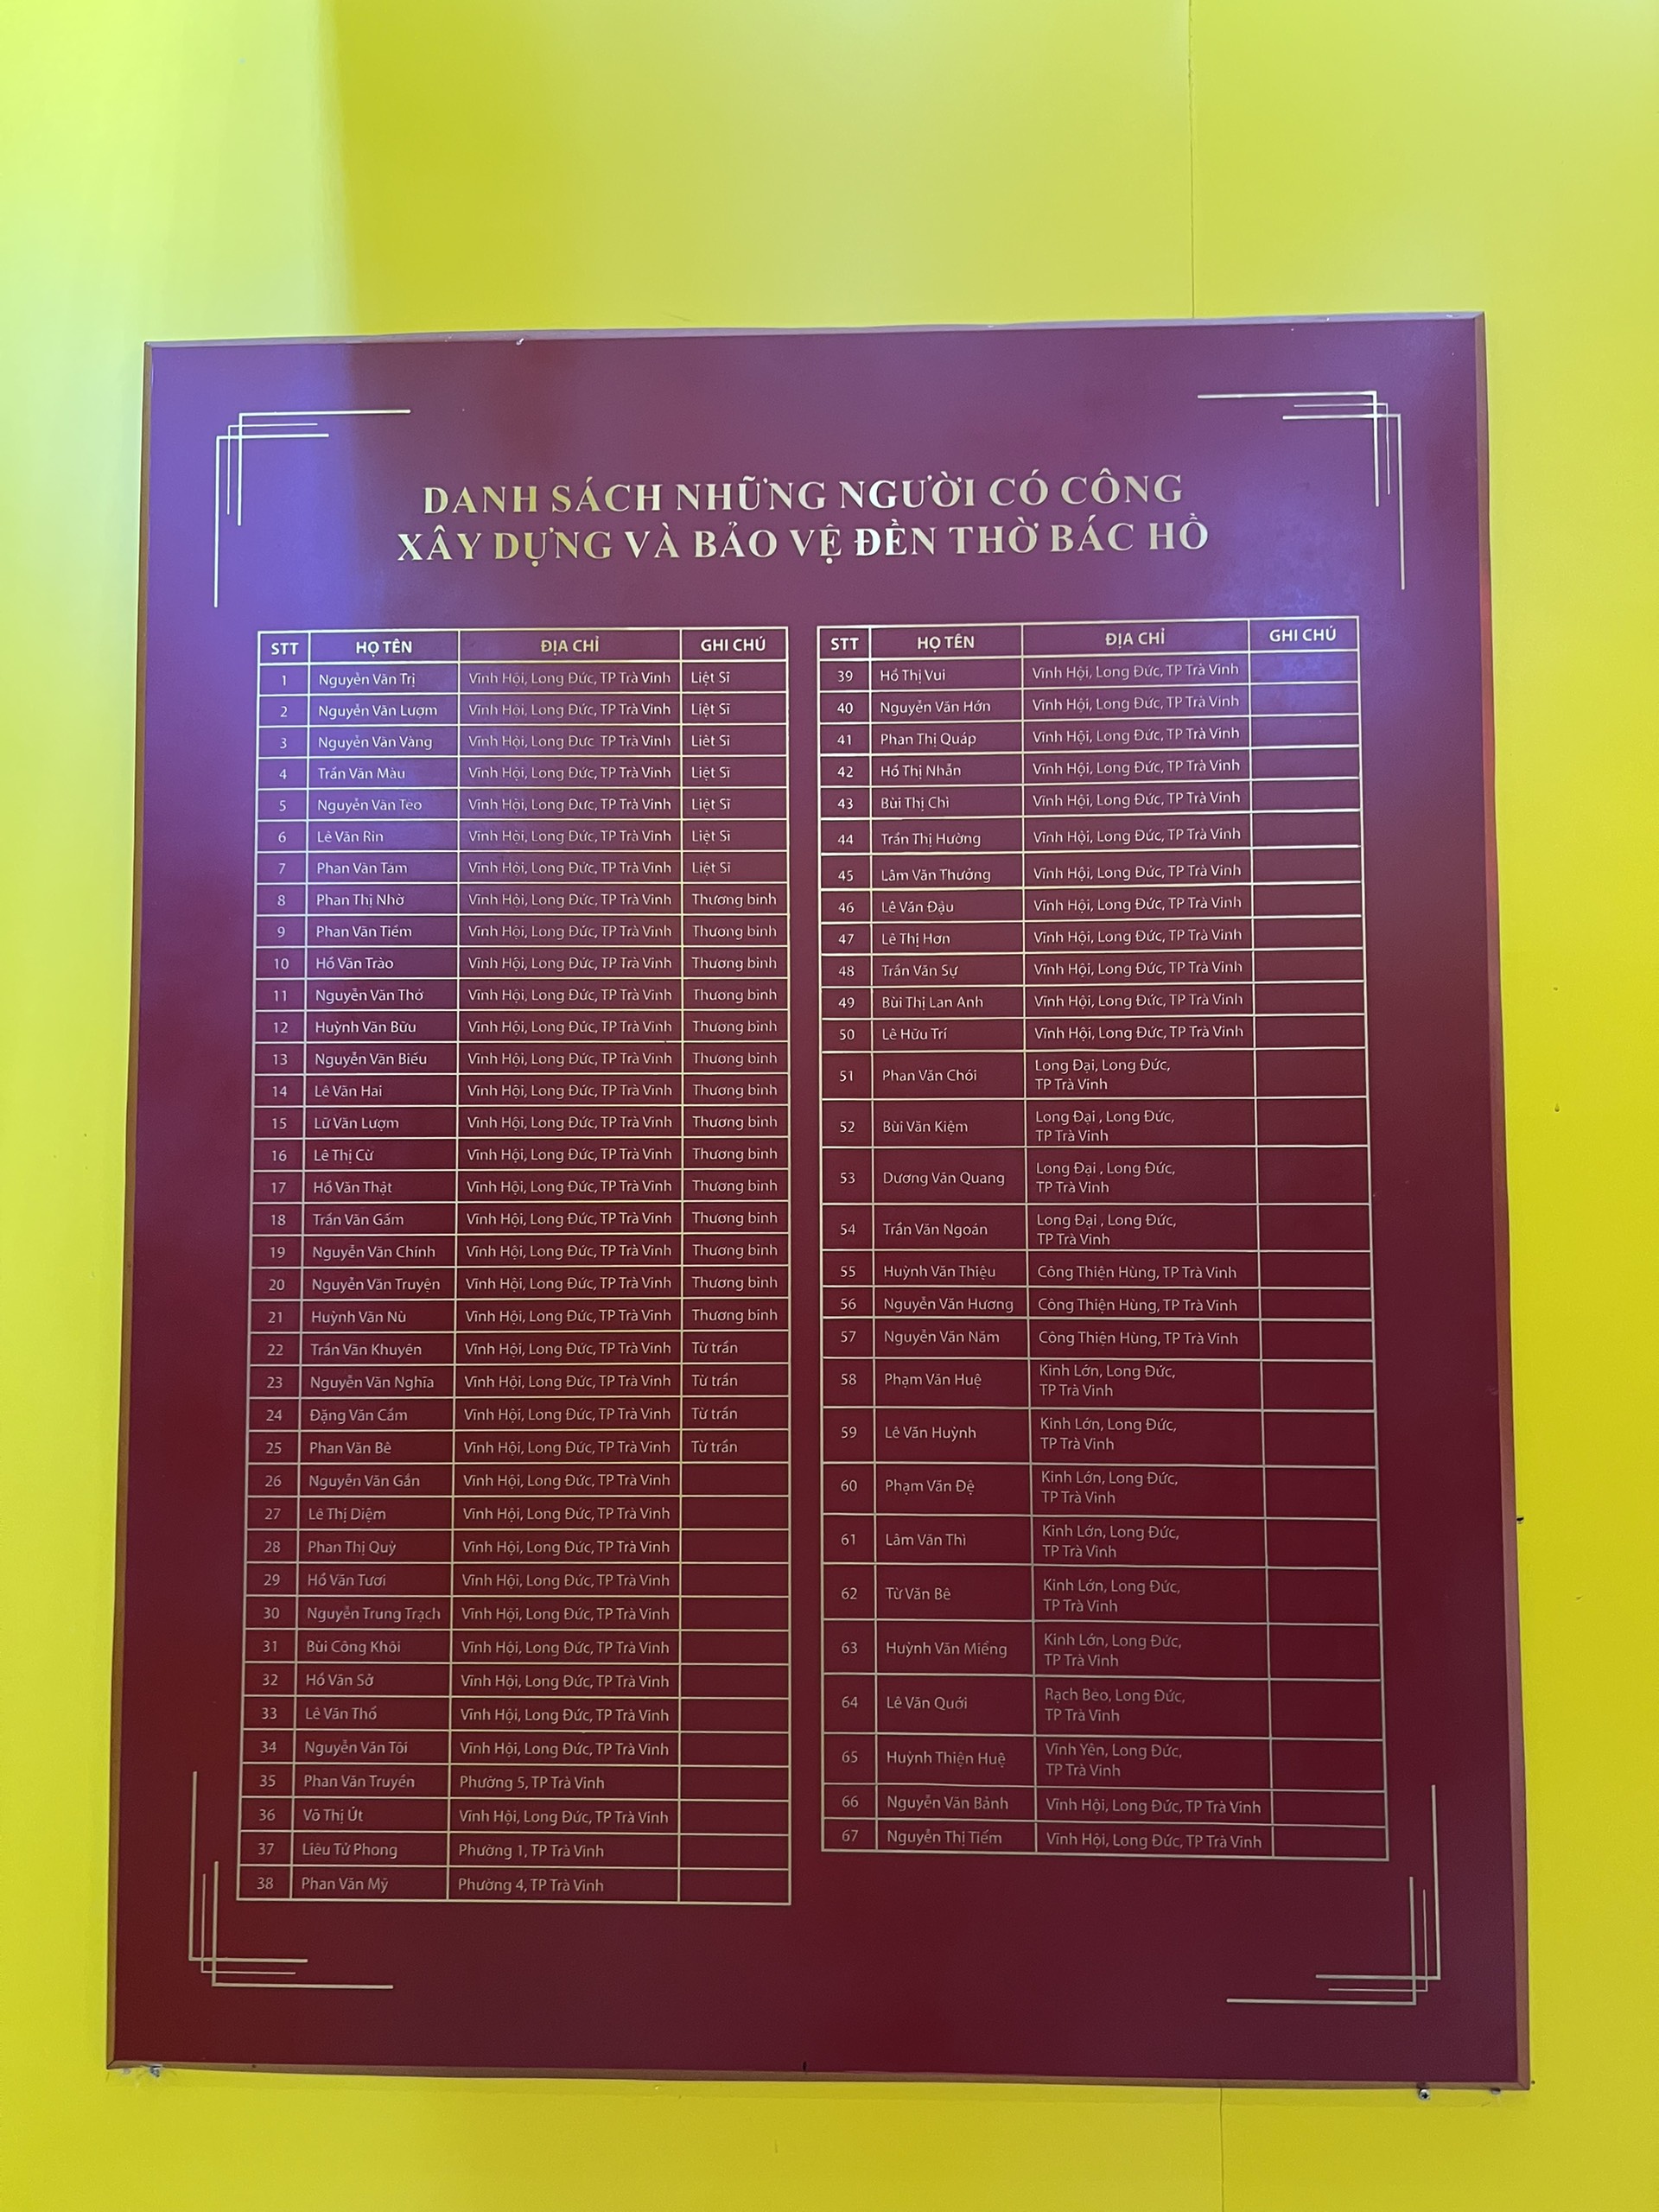 DANH SÁCH NHỮNG NGƯỜI CÓ CÔNG
XÂY DỰNG VÀ BẢO VỆ ĐỀN THỜ BÁC HỒ
STT HỌ TÊN ĐỊA CHỈ GHI CHÚ
1 Nguyễn Văn Trị Vĩnh Hội, Long Đức, TP Trà Vinh Liệt Sĩ
2 Nguyễn Văn Lượm Vĩnh Hội, Long Đức, TP Trà Vinh Liệt Sĩ
3 Nguyễn Văn Vàng Vĩnh Hội, Long Đức, TP Trà Vinh Liệt Sĩ
4 Trần Văn Màu Vĩnh Hội, Long Đức, TP Trà Vinh Liệt Sĩ
5 Nguyễn Văn Tèo Vĩnh Hội, Long Đức, TP Trà Vinh Liệt Sĩ
6 Lê Văn Rin Vĩnh Hội, Long Đức, TP Trà Vinh Liệt Sĩ
7 Phan Văn Tám Vĩnh Hội, Long Đức, TP Trà Vinh Liệt Sĩ
8 Phan Thị Nhờ Vĩnh Hội, Long Đức, TP Trà Vinh Thương binh
9 Phan Văn Tiếm Vĩnh Hội, Long Đức, TP Trà Vinh Thương binh
10 Hồ Văn Trào Vĩnh Hội, Long Đức, TP Trà Vinh Thương binh
11 Nguyễn Văn Thớ Vĩnh Hội, Long Đức, TP Trà Vinh Thương binh
12 Huỳnh Văn Bữu Vĩnh Hội, Long Đức, TP Trà Vinh Thương binh
13 Nguyễn Văn Biếu Vĩnh Hội, Long Đức, TP Trà Vinh Thương binh
14 Lê Văn Hai Vĩnh Hội, Long Đức, TP Trà Vinh Thương binh
15 Lữ Văn Lượm Vĩnh Hội, Long Đức, TP Trà Vinh Thương binh
16 Lê Thị Cừ Vĩnh Hội, Long Đức, TP Trà Vinh Thương binh
17 Hồ Văn Thật Vĩnh Hội, Long Đức, TP Trà Vinh Thương binh
18 Trần Văn Gấm Vĩnh Hội, Long Đức, TP Trà Vinh Thương binh
19 Nguyễn Văn Chính Vĩnh Hội, Long Đức, TP Trà Vinh Thương binh
20 Nguyễn Văn Truyện Vĩnh Hội, Long Đức, TP Trà Vinh Thương binh
21 Huỳnh Văn Nù Vĩnh Hội, Long Đức, TP Trà Vinh Thương binh
22 Trần Văn Khuyên Vĩnh Hội, Long Đức, TP Trà Vinh Từ trần
23 Nguyễn Văn Nghĩa Vĩnh Hội, Long Đức, TP Trà Vinh Từ trần
24 Đặng Văn Cầm Vĩnh Hội, Long Đức, TP Trà Vinh Từ trần
25 Phan Văn Bê Vĩnh Hội, Long Đức, TP Trà Vinh Từ trần
26 Nguyễn Văn Gần Vĩnh Hội, Long Đức, TP Trà Vinh
27 Lê Thị Diệm Vĩnh Hội, Long Đức, TP Trà Vinh
28 Phan Thị Quỳ Vĩnh Hội, Long Đức, TP Trà Vinh
29 Hồ Văn Tươi Vĩnh Hội, Long Đức, TP Trà Vinh
30 Nguyễn Trung Trạch Vĩnh Hội, Long Đức, TP Trà Vinh
31 Bùi Công Khôi Vĩnh Hội, Long Đức, TP Trà Vinh
32 Hồ Văn Sở Vĩnh Hội, Long Đức, TP Trà Vinh
33 Lê Văn Thố Vĩnh Hội, Long Đức, TP Trà Vinh
34 Nguyễn Văn Tôi Vĩnh Hội, Long Đức, TP Trà Vinh
35 Phan Văn Truyền Phường 5, TP Trà Vinh
36 Võ Thị Út Vĩnh Hội, Long Đức, TP Trà Vinh
37 Liêu Tử Phong Phường 1, TP Trà Vinh
38 Phan Văn Mỹ Phường 4, TP Trà Vinh
STT HỌ TÊN ĐỊA CHỈ GHI CHÚ
39 Hồ Thị Vui Vĩnh Hội, Long Đức, TP Trà Vinh
40 Nguyễn Văn Hớn Vĩnh Hội, Long Đức, TP Trà Vinh
41 Phan Thị Quáp Vĩnh Hội, Long Đức, TP Trà Vinh
42 Hồ Thị Nhẫn Vĩnh Hội, Long Đức, TP Trà Vinh
43 Bùi Thị Chi Vĩnh Hội, Long Đức, TP Trà Vinh
44 Trần Thị Hường Vĩnh Hội, Long Đức, TP Trà Vinh
45 Lâm Văn Thưởng Vĩnh Hội, Long Đức, TP Trà Vinh
46 Lê Văn Đậu Vĩnh Hội, Long Đức, TP Trà Vinh
47 Lê Thị Hơn Vĩnh Hội, Long Đức, TP Trà Vinh
48 Trần Văn Sự Vĩnh Hội, Long Đức, TP Trà Vinh
49 Bùi Thị Lan Anh Vĩnh Hội, Long Đức, TP Trà Vinh
50 Lê Hữu Trí Vĩnh Hội, Long Đức, TP Trà Vinh
51 Phan Văn Chói Long Đại, Long Đức,
TP Trà Vinh
52 Bùi Văn Kiệm Long Đại , Long Đức,
TP Trà Vinh
53 Dương Văn Quang Long Đại , Long Đức,
TP Trà Vinh
54 Trần Văn Ngoán Long Đại , Long Đức,
TP Trà Vinh
55 Huỳnh Văn Thiệu Công Thiện Hùng, TP Trà Vinh
56 Nguyễn Văn Hương Công Thiện Hùng, TP Trà Vinh
57 Nguyễn Văn Năm Công Thiện Hùng, TP Trà Vinh
58 Phạm Văn Huệ Kinh Lớn, Long Đức,
TP Trà Vinh
59 Lê Văn Huỳnh Kinh Lớn, Long Đức,
TP Trà Vinh
60 Phạm Văn Đệ Kinh Lớn, Long Đức,
TP Trà Vinh
61 Lâm Văn Thì Kinh Lớn, Long Đức,
TP Trà Vinh
62 Từ Văn Bê Kinh Lớn, Long Đức,
TP Trà Vinh
63 Huỳnh Văn Miểng Kinh Lớn, Long Đức,
TP Trà Vinh
64 Lê Văn Quới Rạch Bèo, Long Đức,
TP Trà Vinh
65 Huỳnh Thiện Huệ Vĩnh Yên, Long Đức,
TP Trà Vinh
66 Nguyễn Văn Bảnh Vĩnh Hội, Long Đức, TP Trà Vinh
67 Nguyễn Thị Tiếm Vĩnh Hội, Long Đức, TP Trà Vinh